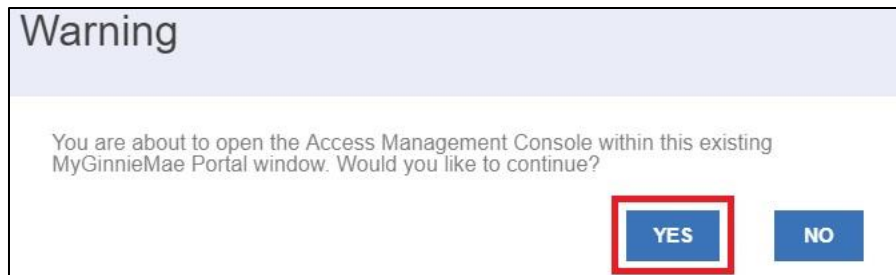 Warning
You are about to open the Access Management Console within this existing
MyGinnieMae Portal window. Would you like to continue?
YES NO